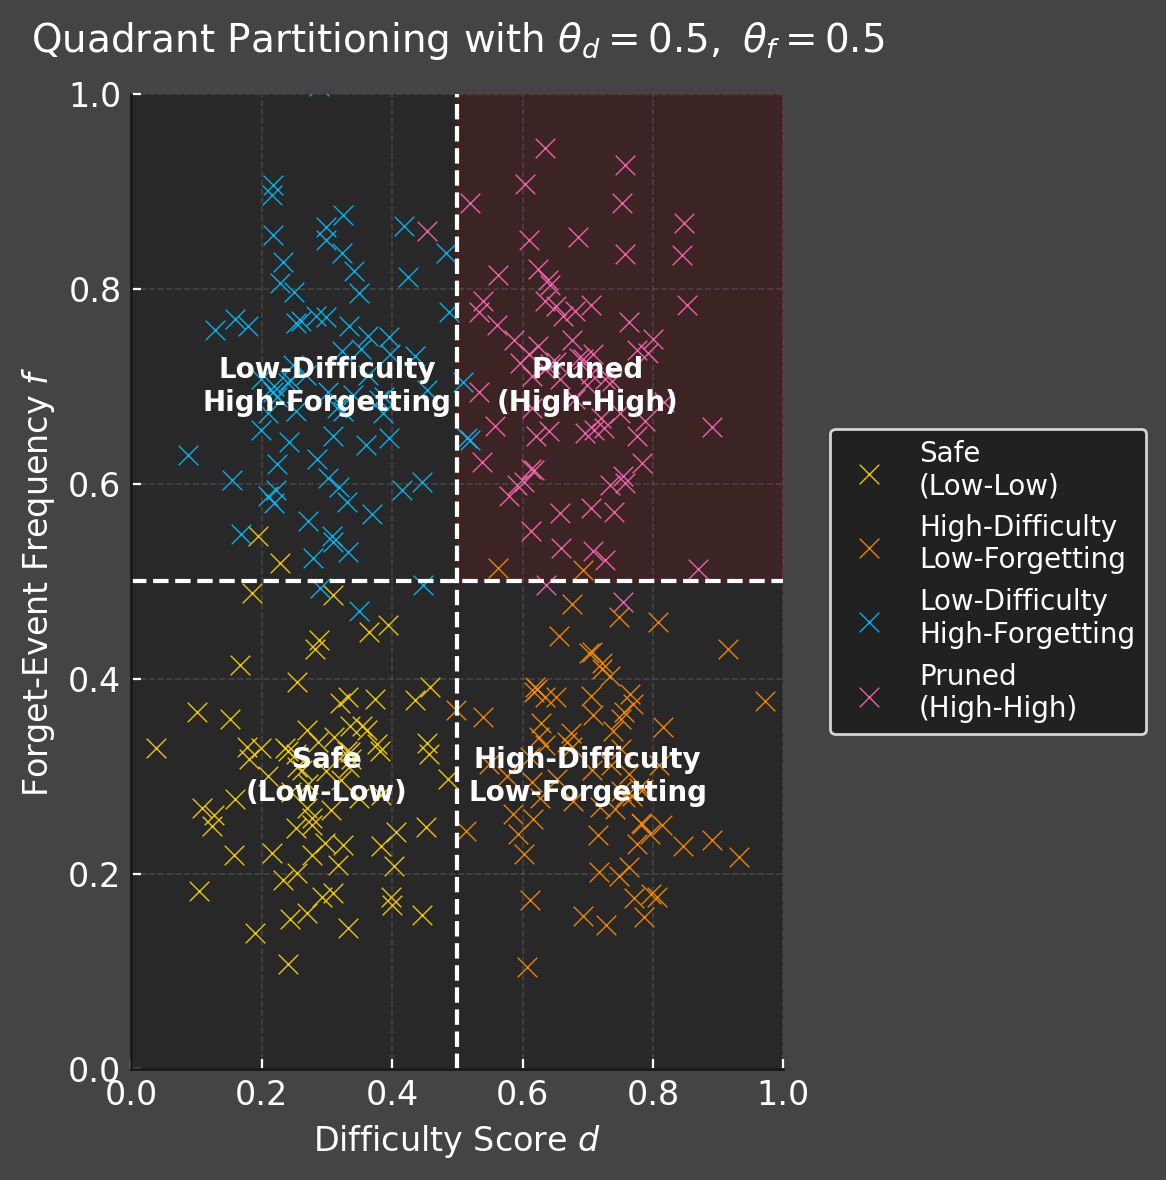 Quadrant Partitioning with θ_d = 0.5, θ_f = 0.5
Forget-Event Frequency f
1.0
0.8
0.6
0.4
0.2
0.0
Low-Difficulty
High-Forgetting
Pruned
(High-High)
Safe
(Low-Low)
High-Difficulty
Low-Forgetting
0.0 0.2 0.4 0.6 0.8 1.0
Difficulty Score d
Safe
(Low-Low)
High-Difficulty
Low-Forgetting
Low-Difficulty
High-Forgetting
Pruned
(High-High)